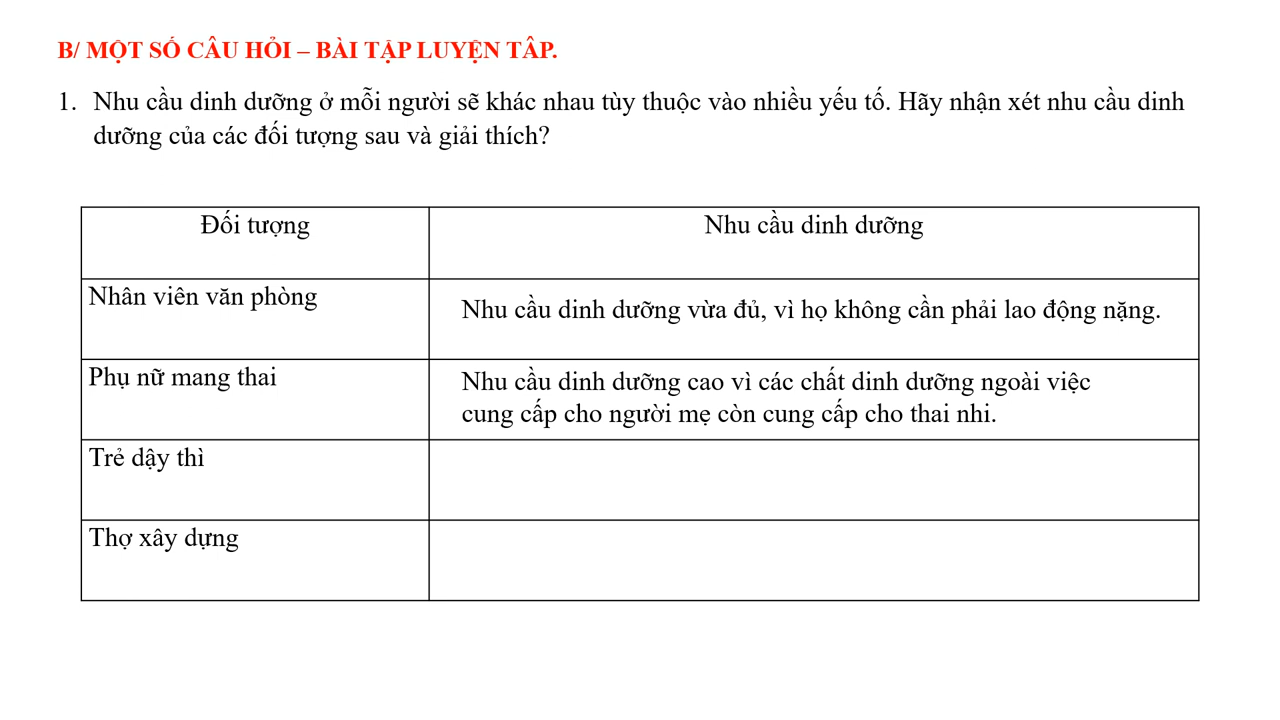 B/ MỘT SỐ CÂU HỎI – BÀI TẬP LUYỆN TÂP.
1. Nhu cầu dinh dưỡng ở mỗi người sẽ khác nhau tùy thuộc vào nhiều yếu tố. Hãy nhận xét nhu cầu dinh
dưỡng của các đối tượng sau và giải thích?
Đối tượng
Nhu cầu dinh dưỡng
Nhân viên văn phòng
Nhu cầu dinh dưỡng vừa đủ, vì họ không cần phải lao động nặng.
Phụ nữ mang thai
Nhu cầu dinh dưỡng cao vì các chất dinh dưỡng ngoài việc
cung cấp cho người mẹ còn cung cấp cho thai nhi.
Trẻ dậy thì
Thợ xây dựng